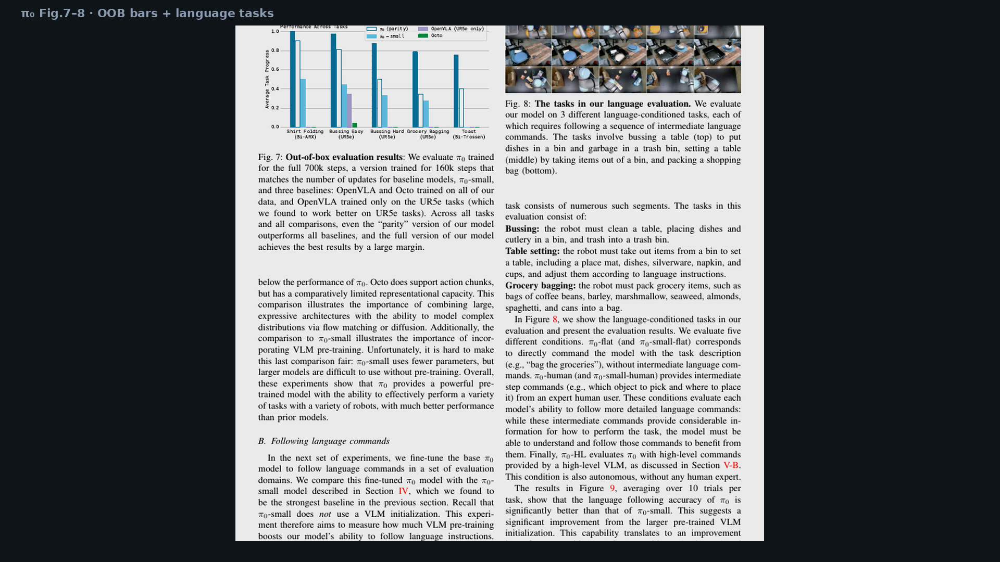 π₀ Fig.7–8 · OOB bars + language tasks
Performance Across Tasks
π₀ (parity)
OpenVLA (UR5e only)
π₀ – small
Octo
Average Task Progress
1.0
0.8
0.6
0.4
0.2
0.0
Shirt Folding
(Bi-ARX)
Bussing Easy
(UR5e)
Bussing Hard
(UR5e)
Grocery Bagging
(UR5e)
Toast
(Bi-Trossen)
Fig. 7: Out-of-box evaluation results: We evaluate π₀ trained
for the full 700k steps, a version trained for 160k steps that
matches the number of updates for baseline models, π₀-small,
and three baselines: OpenVLA and Octo trained on all of our
data, and OpenVLA trained only on the UR5e tasks (which
we found to work better on UR5e tasks). Across all tasks
and all comparisons, even the “parity” version of our model
outperforms all baselines, and the full version of our model
achieves the best results by a large margin.
below the performance of π₀. Octo does support action chunks,
but has a comparatively limited representational capacity. This
comparison illustrates the importance of combining large,
expressive architectures with the ability to model complex
distributions via flow matching or diffusion. Additionally, the
comparison to π₀-small illustrates the importance of incor-
porating VLM pre-training. Unfortunately, it is hard to make
this last comparison fair: π₀-small uses fewer parameters, but
larger models are difficult to use without pre-training. Overall,
these experiments show that π₀ provides a powerful pre-
trained model with the ability to effectively perform a variety
of tasks with a variety of robots, with much better performance
than prior models.
B. Following language commands
In the next set of experiments, we fine-tune the base π₀
model to follow language commands in a set of evaluation
domains. We compare this fine-tuned π₀ model with the π₀-
small model described in Section IV, which we found to
be the strongest baseline in the previous section. Recall that
π₀-small does not use a VLM initialization. This experi-
ment therefore aims to measure how much VLM pre-training
boosts our model’s ability to follow language instructions.
Fig. 8: The tasks in our language evaluation. We evaluate
our model on 3 different language-conditioned tasks, each of
which requires following a sequence of intermediate language
commands. The tasks involve bussing a table (top) to put
dishes in a bin and garbage in a trash bin, setting a table
(middle) by taking items out of a bin, and packing a shopping
bag (bottom).
task consists of numerous such segments. The tasks in this
evaluation consist of:
Bussing: the robot must clean a table, placing dishes and
cutlery in a bin, and trash into a trash bin.
Table setting: the robot must take out items from a bin to set
a table, including a place mat, dishes, silverware, napkin, and
cups, and adjust them according to language instructions.
Grocery bagging: the robot must pack grocery items, such as
bags of coffee beans, barley, marshmallow, seaweed, almonds,
spaghetti, and cans into a bag.
In Figure 8, we show the language-conditioned tasks in our
evaluation and present the evaluation results. We evaluate five
different conditions. π₀-flat (and π₀-small-flat) corresponds
to directly command the model with the task description
(e.g., “bag the groceries”), without intermediate language com-
mands. π₀-human (and π₀-small-human) provides intermediate
step commands (e.g., which object to pick and where to place
it) from an expert human user. These conditions evaluate each
model’s ability to follow more detailed language commands:
while these intermediate commands provide considerable in-
formation for how to perform the task, the model must be
able to understand and follow those commands to benefit from
them. Finally, π₀-HL evaluates π₀ with high-level commands
provided by a high-level VLM, as discussed in Section V-B.
This condition is also autonomous, without any human expert.
The results in Figure 9, averaging over 10 trials per
task, show that the language following accuracy of π₀ is
significantly better than that of π₀-small. This suggests a
significant improvement from the larger pre-trained VLM
initialization. This capability translates to an improvement